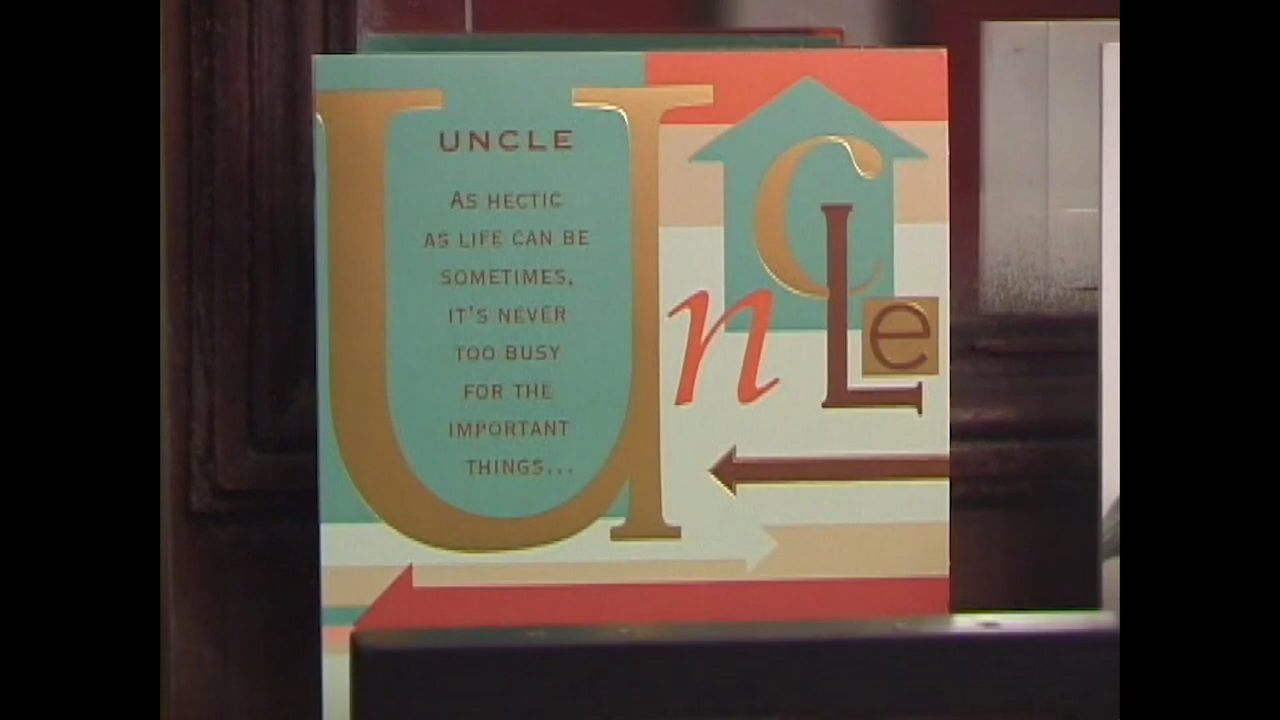 UNCLE
AS HECTIC
AS LIFE CAN BE
SOMETIMES,
IT'S NEVER
TOO BUSY
FOR THE
IMPORTANT
THINGS...
UncLe